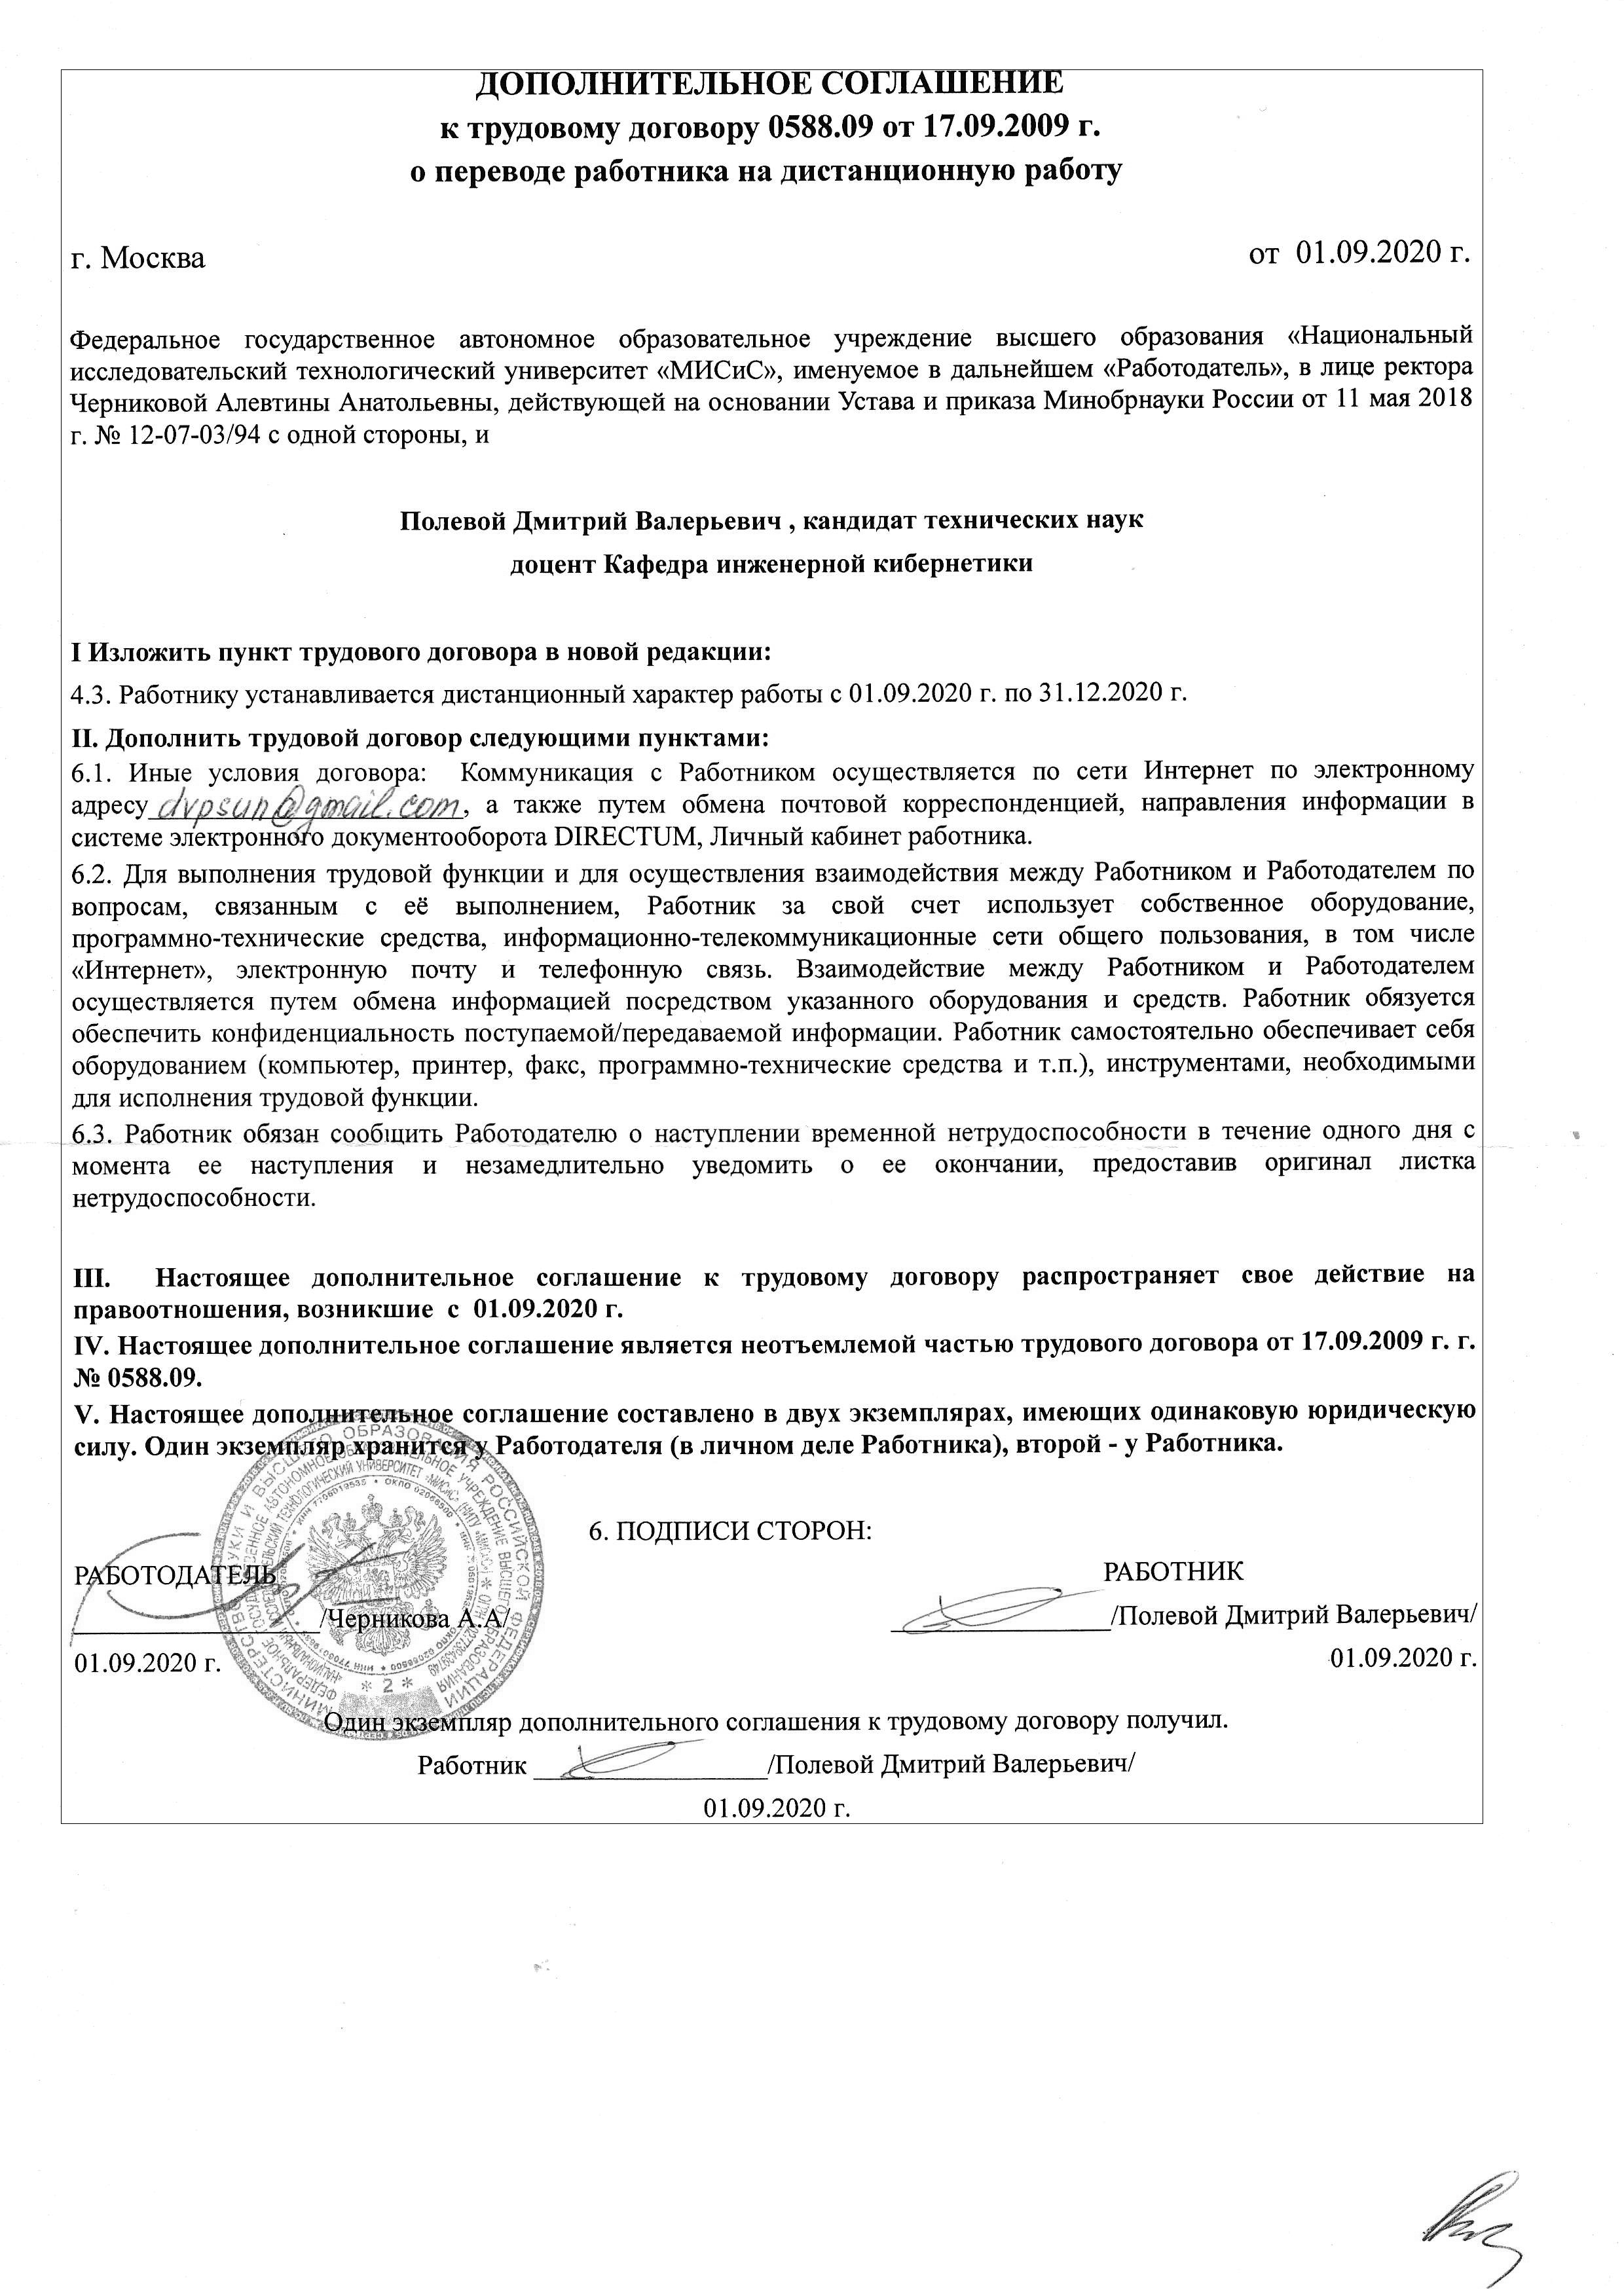 ДОПОЛНИТЕЛЬНОЕ СОГЛАШЕНИЕ
к трудовому договору 0588.09 от 17.09.2009 г.
о переводе работника на дистанционную работу
г. Москва от 01.09.2020 г.
Федеральное государственное автономное образовательное учреждение высшего образования «Национальный
исследовательский технологический университет «МИСиС», именуемое в дальнейшем «Работодатель», в лице ректора
Черниковой Алевтины Анатольевны, действующей на основании Устава и приказа Минобрнауки России от 11 мая 2018
г. № 12-07-03/94 с одной стороны, и
Полевой Дмитрий Валерьевич , кандидат технических наук
доцент Кафедра инженерной кибернетики
I Изложить пункт трудового договора в новой редакции:
4.3. Работнику устанавливается дистанционный характер работы с 01.09.2020 г. по 31.12.2020 г.
II. Дополнить трудовой договор следующими пунктами:
6.1. Иные условия договора: Коммуникация с Работником осуществляется по сети Интернет по электронному
адресу dvpsun@gmail.com, а также путем обмена почтовой корреспонденцией, направления информации в
системе электронного документооборота DIRECTUM, Личный кабинет работника.
6.2. Для выполнения трудовой функции и для осуществления взаимодействия между Работником и Работодателем по
вопросам, связанным с её выполнением, Работник за свой счет использует собственное оборудование,
программно-технические средства, информационно-телекоммуникационные сети общего пользования, в том числе
«Интернет», электронную почту и телефонную связь. Взаимодействие между Работником и Работодателем
осуществляется путем обмена информацией посредством указанного оборудования и средств. Работник обязуется
обеспечить конфиденциальность поступаемой/передаваемой информации. Работник самостоятельно обеспечивает себя
оборудованием (компьютер, принтер, факс, программно-технические средства и т.п.), инструментами, необходимыми
для исполнения трудовой функции.
6.3. Работник обязан сообщить Работодателю о наступлении временной нетрудоспособности в течение одного дня с
момента ее наступления и незамедлительно уведомить о ее окончании, предоставив оригинал листка
нетрудоспособности.
III. Настоящее дополнительное соглашение к трудовому договору распространяет свое действие на
правоотношения, возникшие с 01.09.2020 г.
IV. Настоящее дополнительное соглашение является неотъемлемой частью трудового договора от 17.09.2009 г. г.
№ 0588.09.
V. Настоящее дополнительное соглашение составлено в двух экземплярах, имеющих одинаковую юридическую
силу. Один экземпляр хранится у Работодателя (в личном деле Работника), второй - у Работника.
6. ПОДПИСИ СТОРОН:
РАБОТОДАТЕЛЬ РАБОТНИК
/Черникова А.А/ /Полевой Дмитрий Валерьевич/
01.09.2020 г. 01.09.2020 г.
Один экземпляр дополнительного соглашения к трудовому договору получил.
Работник /Полевой Дмитрий Валерьевич/
01.09.2020 г.